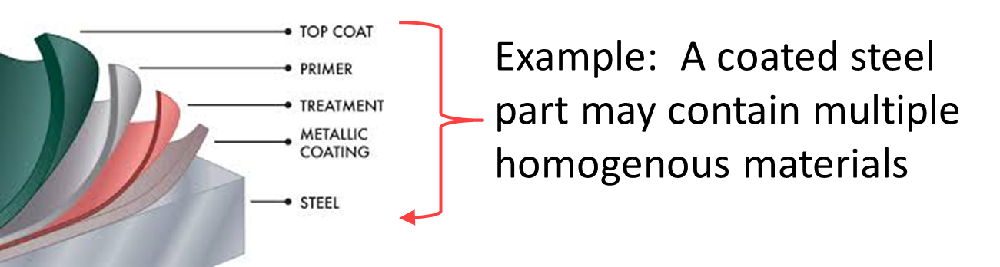 TOP COAT
PRIMER
TREATMENT
METALLIC
COATING
STEEL
Example:  A coated steel
part may contain multiple
homogenous materials